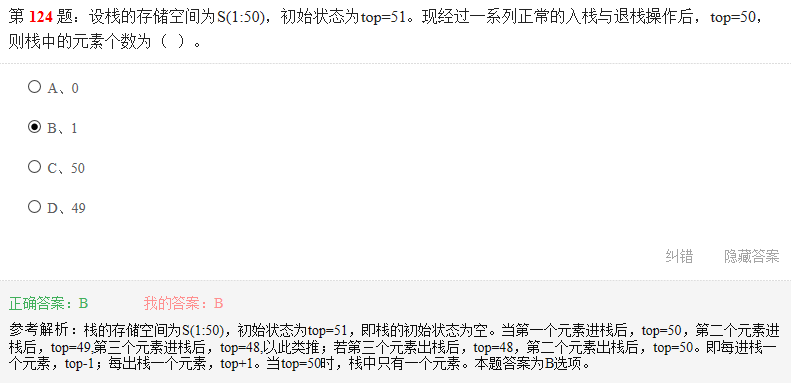 第 124 题：设栈的存储空间为S(1:50)，初始状态为top=51。现经过一系列正常的入栈与退栈操作后，top=50，
则栈中的元素个数为（ ）。
A、0
B、1
C、50
D、49
纠错 隐藏答案
正确答案：B 我的答案：B
参考解析：栈的存储空间为S(1:50)，初始状态为top=51，即栈的初始状态为空。当第一个元素进栈后，top=50，第二个元素进
栈后，top=49,第三个元素进栈后，top=48,以此类推；若第三个元素出栈后，top=48，第二个元素出栈后，top=50。即每进栈一
个元素，top-1；每出栈一个元素，top+1。当top=50时，栈中只有一个元素。本题答案为B选项。